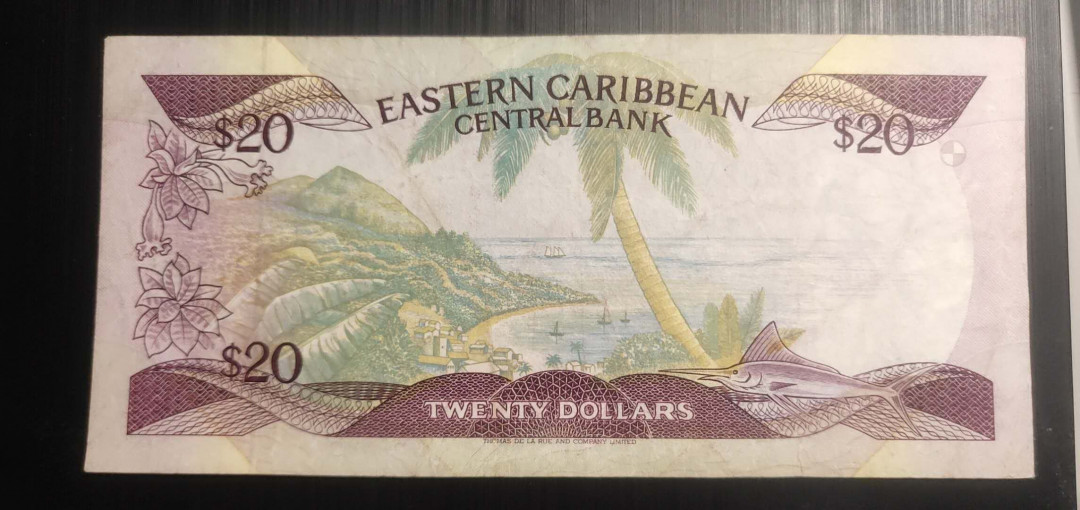 EASTERN CARIBBEAN
CENTRAL BANK
$20
$20
$20
TWENTY DOLLARS
THOMAS DE LA RUE AND COMPANY LIMITED